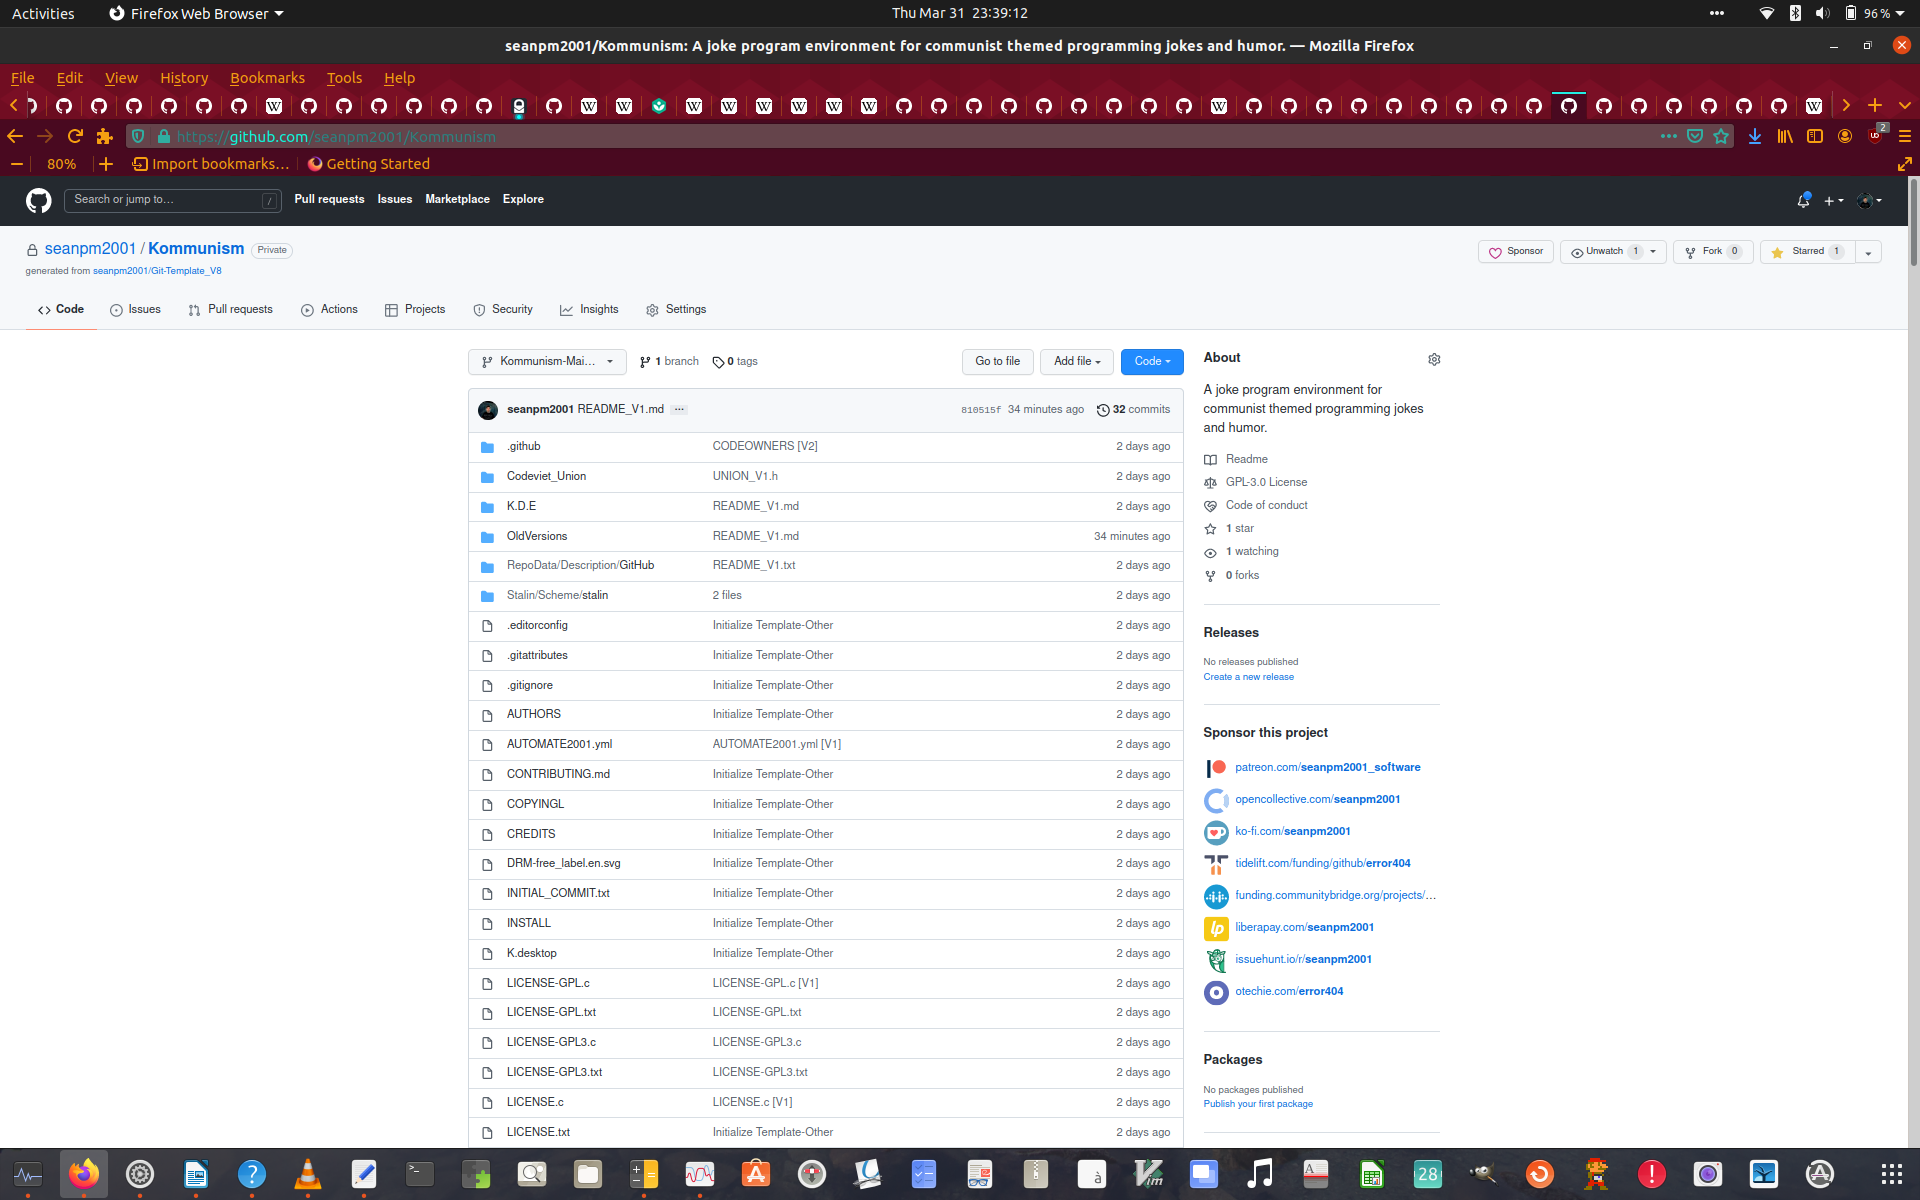 Activities Firefox Web Browser Thu Mar 31 23:39:12 96 %
seanpm2001/Kommunism: A joke program environment for communist themed programming jokes and humor. — Mozilla Firefox
File Edit View History Bookmarks Tools Help
https://github.com/seanpm2001/Kommunism 2
80% Import bookmarks... Getting Started
Search or jump to... / Pull requests Issues Marketplace Explore
seanpm2001 / Kommunism Private Sponsor Unwatch 1 Fork 0 Starred 1
generated from seanpm2001/Git-Template_V8
Code Issues Pull requests Actions Projects Security Insights Settings
Kommunism-Mai... 1 branch 0 tags Go to file Add file Code
seanpm2001 README_V1.md ... 810515f 34 minutes ago 32 commits
.github CODEOWNERS [V2] 2 days ago
Codeviet_Union UNION_V1.h 2 days ago
K.D.E README_V1.md 2 days ago
OldVersions README_V1.md 34 minutes ago
RepoData/Description/GitHub README_V1.txt 2 days ago
Stalin/Scheme/stalin 2 files 2 days ago
.editorconfig Initialize Template-Other 2 days ago
.gitattributes Initialize Template-Other 2 days ago
.gitignore Initialize Template-Other 2 days ago
AUTHORS Initialize Template-Other 2 days ago
AUTOMATE2001.yml AUTOMATE2001.yml [V1] 2 days ago
CONTRIBUTING.md Initialize Template-Other 2 days ago
COPYINGL Initialize Template-Other 2 days ago
CREDITS Initialize Template-Other 2 days ago
DRM-free_label.en.svg Initialize Template-Other 2 days ago
INITIAL_COMMIT.txt Initialize Template-Other 2 days ago
INSTALL Initialize Template-Other 2 days ago
K.desktop Initialize Template-Other 2 days ago
LICENSE-GPL.c LICENSE-GPL.c [V1] 2 days ago
LICENSE-GPL.txt LICENSE-GPL.txt 2 days ago
LICENSE-GPL3.c LICENSE-GPL3.c 2 days ago
LICENSE-GPL3.txt LICENSE-GPL3.txt 2 days ago
LICENSE.c LICENSE.c [V1] 2 days ago
LICENSE.txt Initialize Template-Other 2 days ago
About
A joke program environment for
communist themed programming jokes
and humor.
Readme
GPL-3.0 License
Code of conduct
1 star
1 watching
0 forks
Releases
No releases published
Create a new release
Sponsor this project
patreon.com/seanpm2001_software
opencollective.com/seanpm2001
ko-fi.com/seanpm2001
tidelift.com/funding/github/error404
funding.communitybridge.org/projects/...
liberapay.com/seanpm2001
issuehunt.io/r/seanpm2001
otechie.com/error404
Packages
No packages published
Publish your first package
28